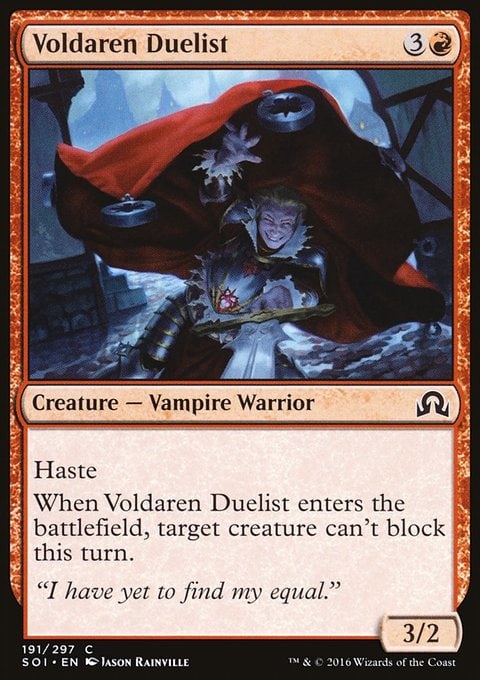 Voldaren Duelist 3
Creature — Vampire Warrior
Haste
When Voldaren Duelist enters the
battlefield, target creature can't block
this turn.
“I have yet to find my equal.”
3/2
191/297 C
SOI • EN Jason Rainville
™ & © 2016 Wizards of the Coast